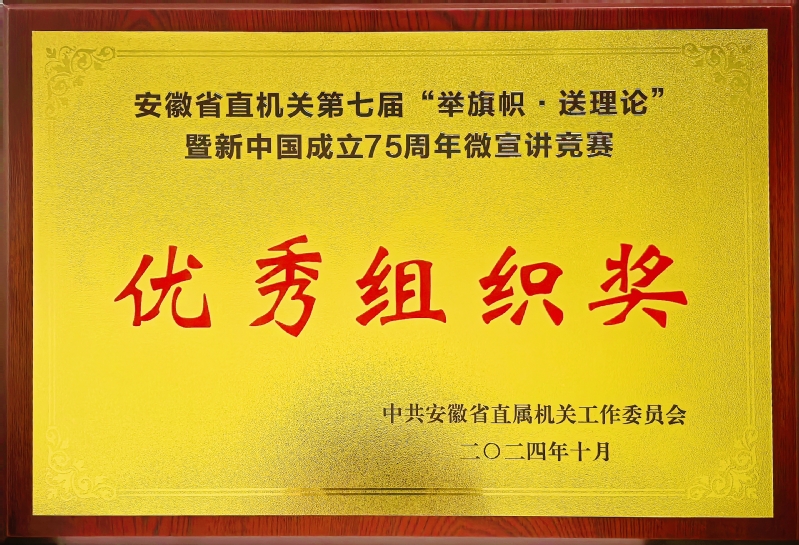 安徽省直机关第七届“举旗帜·送理论”
暨新中国成立75周年微宣讲竞赛
优秀组织奖
中共安徽省直属机关工作委员会
二〇二四年十月